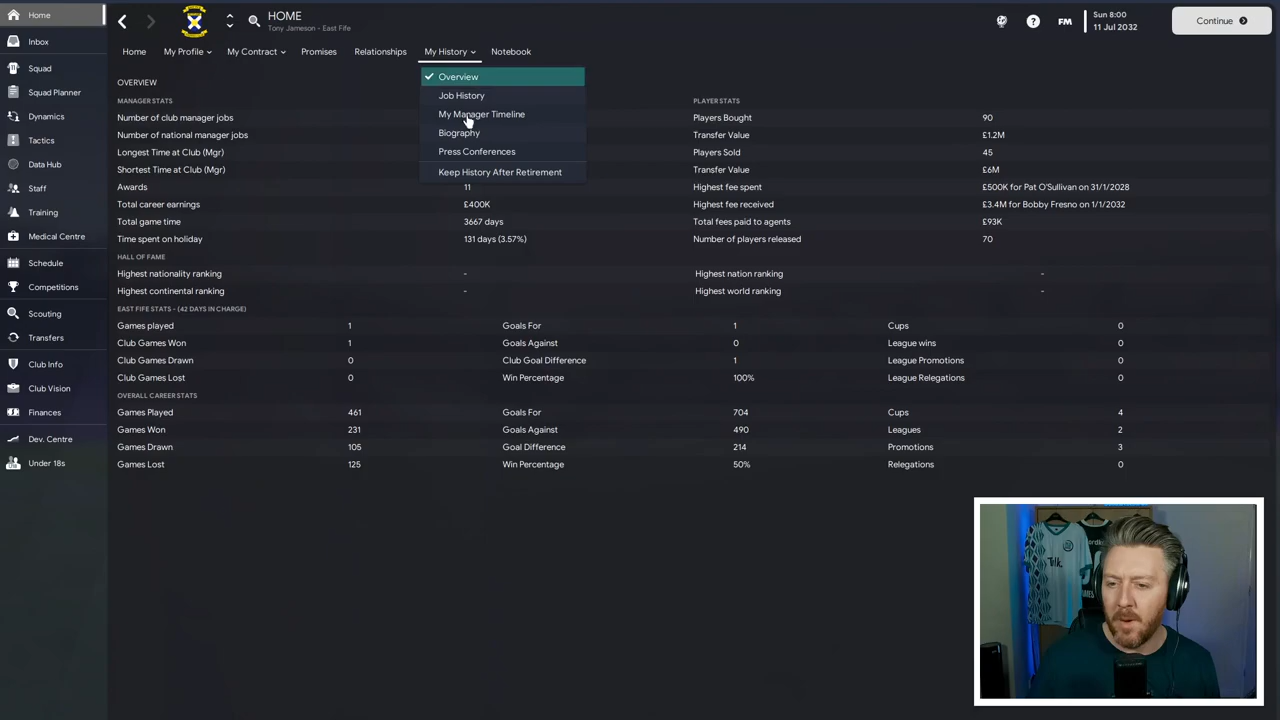 Home
HOME
Tony Jameson - East Fife
FM
Sun 8:00
11 Jul 2032
Continue
Inbox
Squad
Squad Planner
Dynamics
Tactics
Data Hub
Staff
Training
Medical Centre
Schedule
Competitions
Scouting
Transfers
Club Info
Club Vision
Finances
Dev. Centre
Under 18s
Home My Profile My Contract Promises Relationships My History Notebook
Overview
Job History
My Manager Timeline
Biography
Press Conferences
Keep History After Retirement
OVERVIEW
MANAGER STATS
Number of club manager jobs
Number of national manager jobs
Longest Time at Club (Mgr)
Shortest Time at Club (Mgr)
Awards 11
Total career earnings £400K
Total game time 3667 days
Time spent on holiday 131 days (3.57%)
PLAYER STATS
Players Bought 90
Transfer Value £1.2M
Players Sold 45
Transfer Value £6M
Highest fee spent £500K for Pat O'Sullivan on 31/1/2028
Highest fee received £3.4M for Bobby Fresno on 1/1/2032
Total fees paid to agents £93K
Number of players released 70
HALL OF FAME
Highest nationality ranking - Highest nation ranking -
Highest continental ranking - Highest world ranking -
EAST FIFE STATS - (42 DAYS IN CHARGE)
Games played 1 Goals For 1 Cups 0
Club Games Won 1 Goals Against 0 League wins 0
Club Games Drawn 0 Club Goal Difference 1 League Promotions 0
Club Games Lost 0 Win Percentage 100% League Relegations 0
OVERALL CAREER STATS
Games Played 461 Goals For 704 Cups 4
Games Won 231 Goals Against 490 Leagues 2
Games Drawn 105 Goal Difference 214 Promotions 3
Games Lost 125 Win Percentage 50% Relegations 0